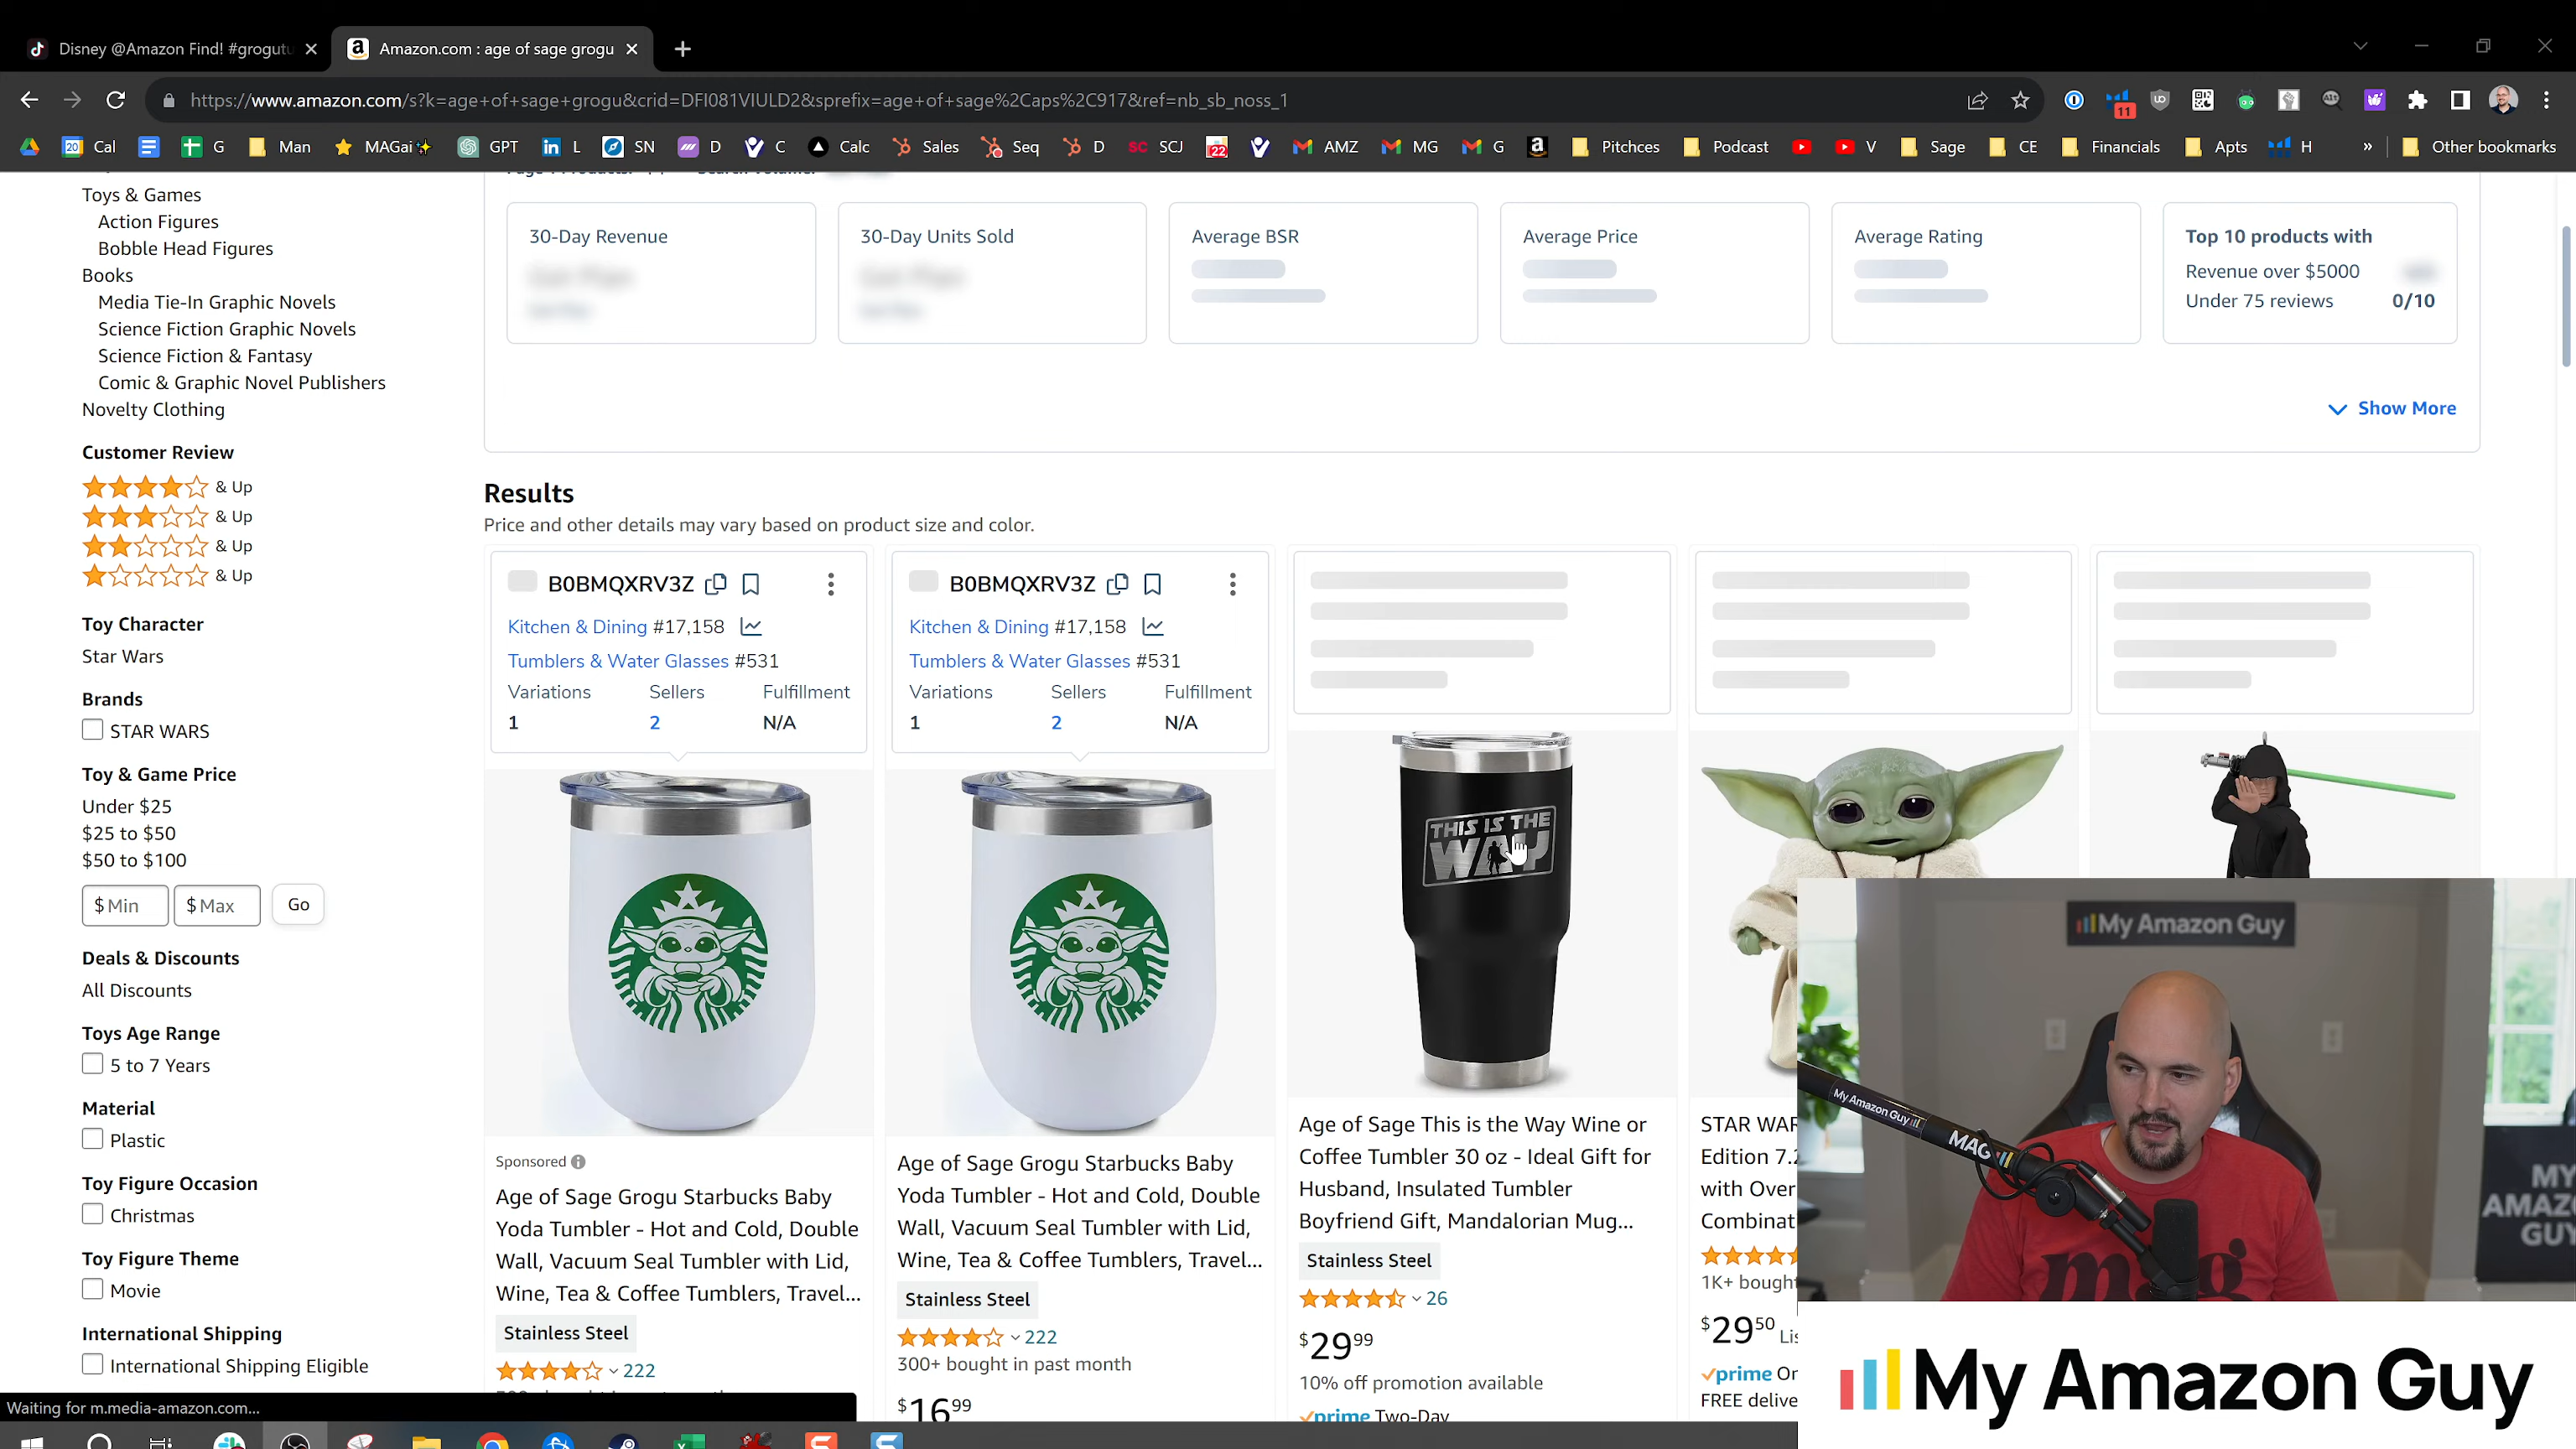 Disney @Amazon Find! #grogutu
Amazon.com : age of sage grogu
https://www.amazon.com/s?k=age+of+sage+grogu&crid=DFI081VIULD2&sprefix=age+of+sage%2Caps%2C917&ref=nb_sb_noss_1
11
Cal G Man MAGai GPT L SN D C Calc Sales Seq D SCJ 22 AMZ MG G Pitchces Podcast V Sage CE Financials Apts H » Other bookmarks
Toys & Games
Action Figures
Bobble Head Figures
Books
Media Tie-In Graphic Novels
Science Fiction Graphic Novels
Science Fiction & Fantasy
Comic & Graphic Novel Publishers
Novelty Clothing
Customer Review
& Up
& Up
& Up
& Up
Toy Character
Star Wars
Brands
STAR WARS
Toy & Game Price
Under $25
$25 to $50
$50 to $100
$ Min $ Max Go
Deals & Discounts
All Discounts
Toys Age Range
5 to 7 Years
Material
Plastic
Toy Figure Occasion
Christmas
Toy Figure Theme
Movie
International Shipping
International Shipping Eligible
Waiting for m.media-amazon.com...
30-Day Revenue
30-Day Units Sold
Average BSR
Average Price
Average Rating
Top 10 products with
Revenue over $5000
Under 75 reviews 0/10
Show More
Results
Price and other details may vary based on product size and color.
B0BMQXRV3Z
Kitchen & Dining #17,158
Tumblers & Water Glasses #531
Variations Sellers Fulfillment
1 2 N/A
Sponsored
Age of Sage Grogu Starbucks Baby
Yoda Tumbler - Hot and Cold, Double
Wall, Vacuum Seal Tumbler with Lid,
Wine, Tea & Coffee Tumblers, Travel...
Stainless Steel
222
B0BMQXRV3Z
Kitchen & Dining #17,158
Tumblers & Water Glasses #531
Variations Sellers Fulfillment
1 2 N/A
Age of Sage Grogu Starbucks Baby
Yoda Tumbler - Hot and Cold, Double
Wall, Vacuum Seal Tumbler with Lid,
Wine, Tea & Coffee Tumblers, Travel...
Stainless Steel
222
300+ bought in past month
$16 99
THIS IS THE
WAY
Age of Sage This is the Way Wine or
Coffee Tumbler 30 oz - Ideal Gift for
Husband, Insulated Tumbler
Boyfriend Gift, Mandalorian Mug...
Stainless Steel
26
$29 99
10% off promotion available
prime Two-Day
STAR WAR
Edition 7.2
with Over
Combinat
1K+ bought
$29 50 Lis
prime Or
FREE delive
My Amazon Guy
My Amazon Guy
MAG
mag
MY
AMAZO
GUY
My Amazon Guy